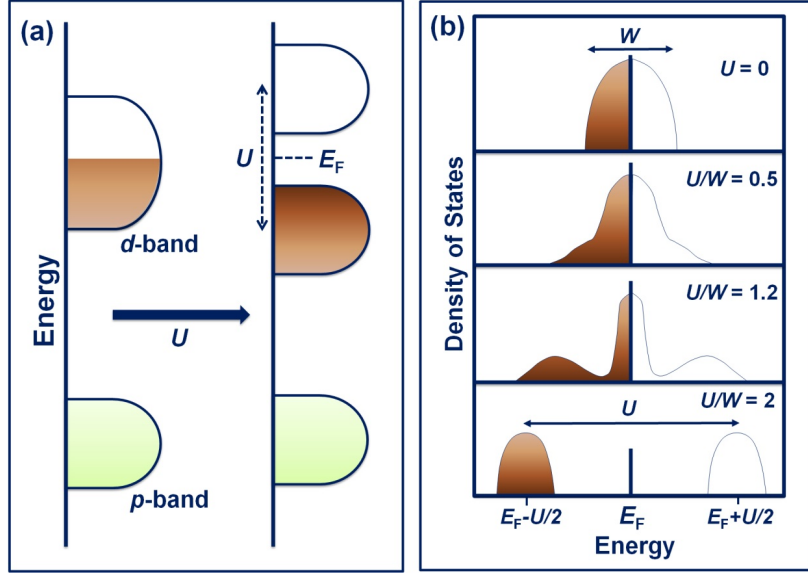 (a)
Energy
d-band
p-band
U
U
E_F
(b)
Density of States
W
U = 0
U/W = 0.5
U/W = 1.2
U/W = 2
U
E_F-U/2
E_F
E_F+U/2
Energy